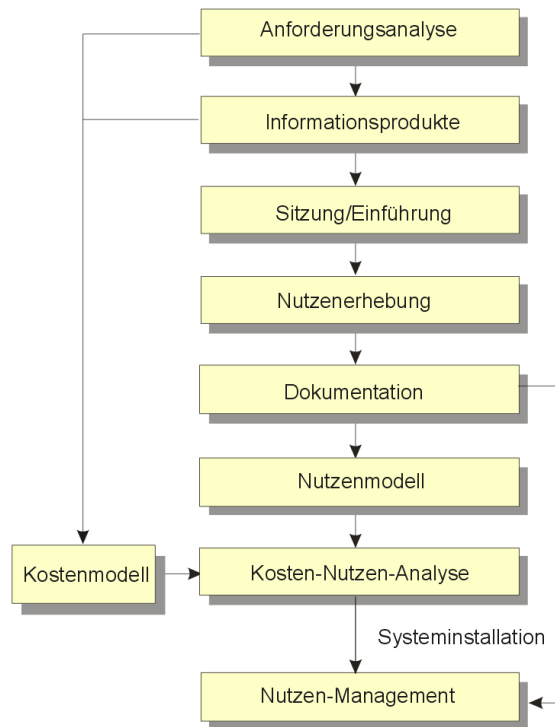 Anforderungsanalyse
Informationsprodukte
Sitzung/Einführung
Nutzenerhebung
Dokumentation
Nutzenmodell
Kostenmodell
Kosten-Nutzen-Analyse
Systeminstallation
Nutzen-Management